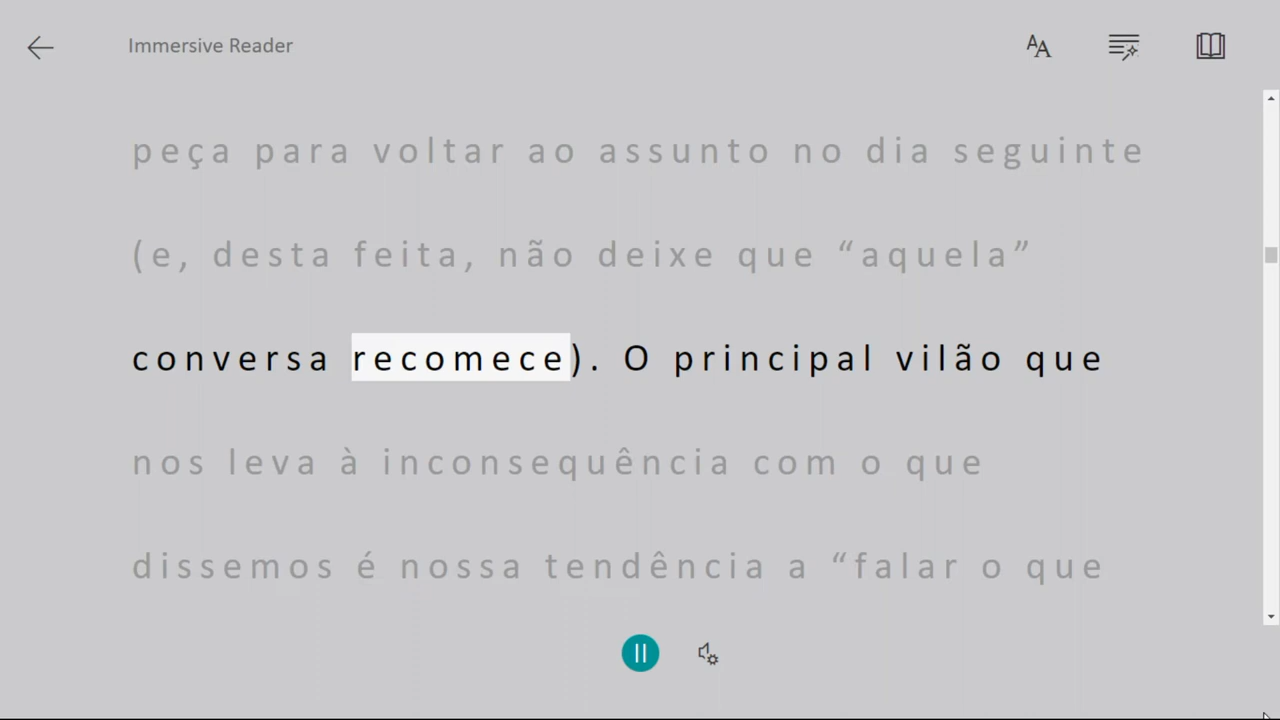 Immersive Reader
peça para voltar ao assunto no dia seguinte
(e, desta feita, não deixe que “aquela”
conversa recomece). O principal vilão que
nos leva à inconsequência com o que
dissemos é nossa tendência a “falar o que